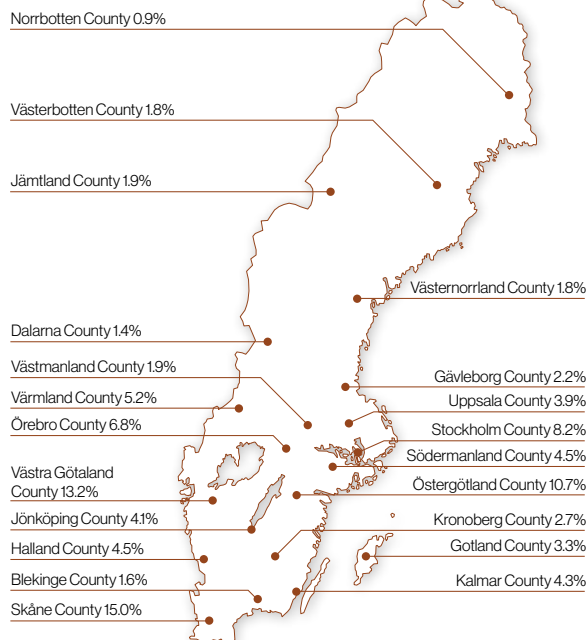 Norrbotten County 0.9%
Västerbotten County 1.8%
Jämtland County 1.9%
Västernorrland County 1.8%
Dalarna County 1.4%
Västmanland County 1.9%
Värmland County 5.2%
Örebro County 6.8%
Västra Götaland
County 13.2%
Jönköping County 4.1%
Halland County 4.5%
Blekinge County 1.6%
Skåne County 15.0%
Gävleborg County 2.2%
Uppsala County 3.9%
Stockholm County 8.2%
Södermanland County 4.5%
Östergötland County 10.7%
Kronoberg County 2.7%
Gotland County 3.3%
Kalmar County 4.3%